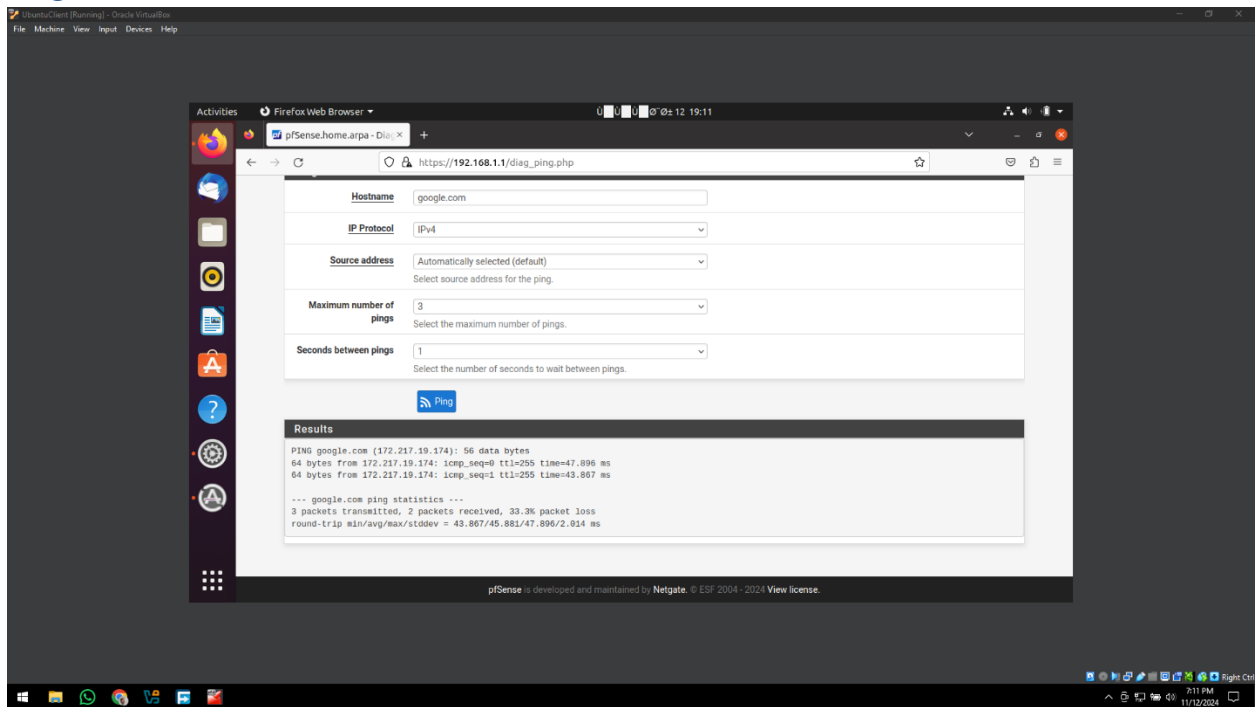 UbuntuClient [Running] - Oracle VirtualBox
File Machine View Input Devices Help
Activities Firefox Web Browser 12 19:11
pfSense.home.arpa - Diag
https://192.168.1.1/diag_ping.php
Hostname google.com
IP Protocol IPv4
Source address Automatically selected (default)
Select source address for the ping.
Maximum number of pings 3
Select the maximum number of pings.
Seconds between pings 1
Select the number of seconds to wait between pings.
Ping
Results
PING google.com (172.217.19.174): 56 data bytes
64 bytes from 172.217.19.174: icmp_seq=0 ttl=255 time=47.896 ms
64 bytes from 172.217.19.174: icmp_seq=1 ttl=255 time=43.867 ms
--- google.com ping statistics ---
3 packets transmitted, 2 packets received, 33.3% packet loss
round-trip min/avg/max/stddev = 43.867/45.881/47.896/2.014 ms
pfSense is developed and maintained by Netgate. © ESF 2004 - 2024 View license.
Right Ctrl
7:11 PM
11/12/2024